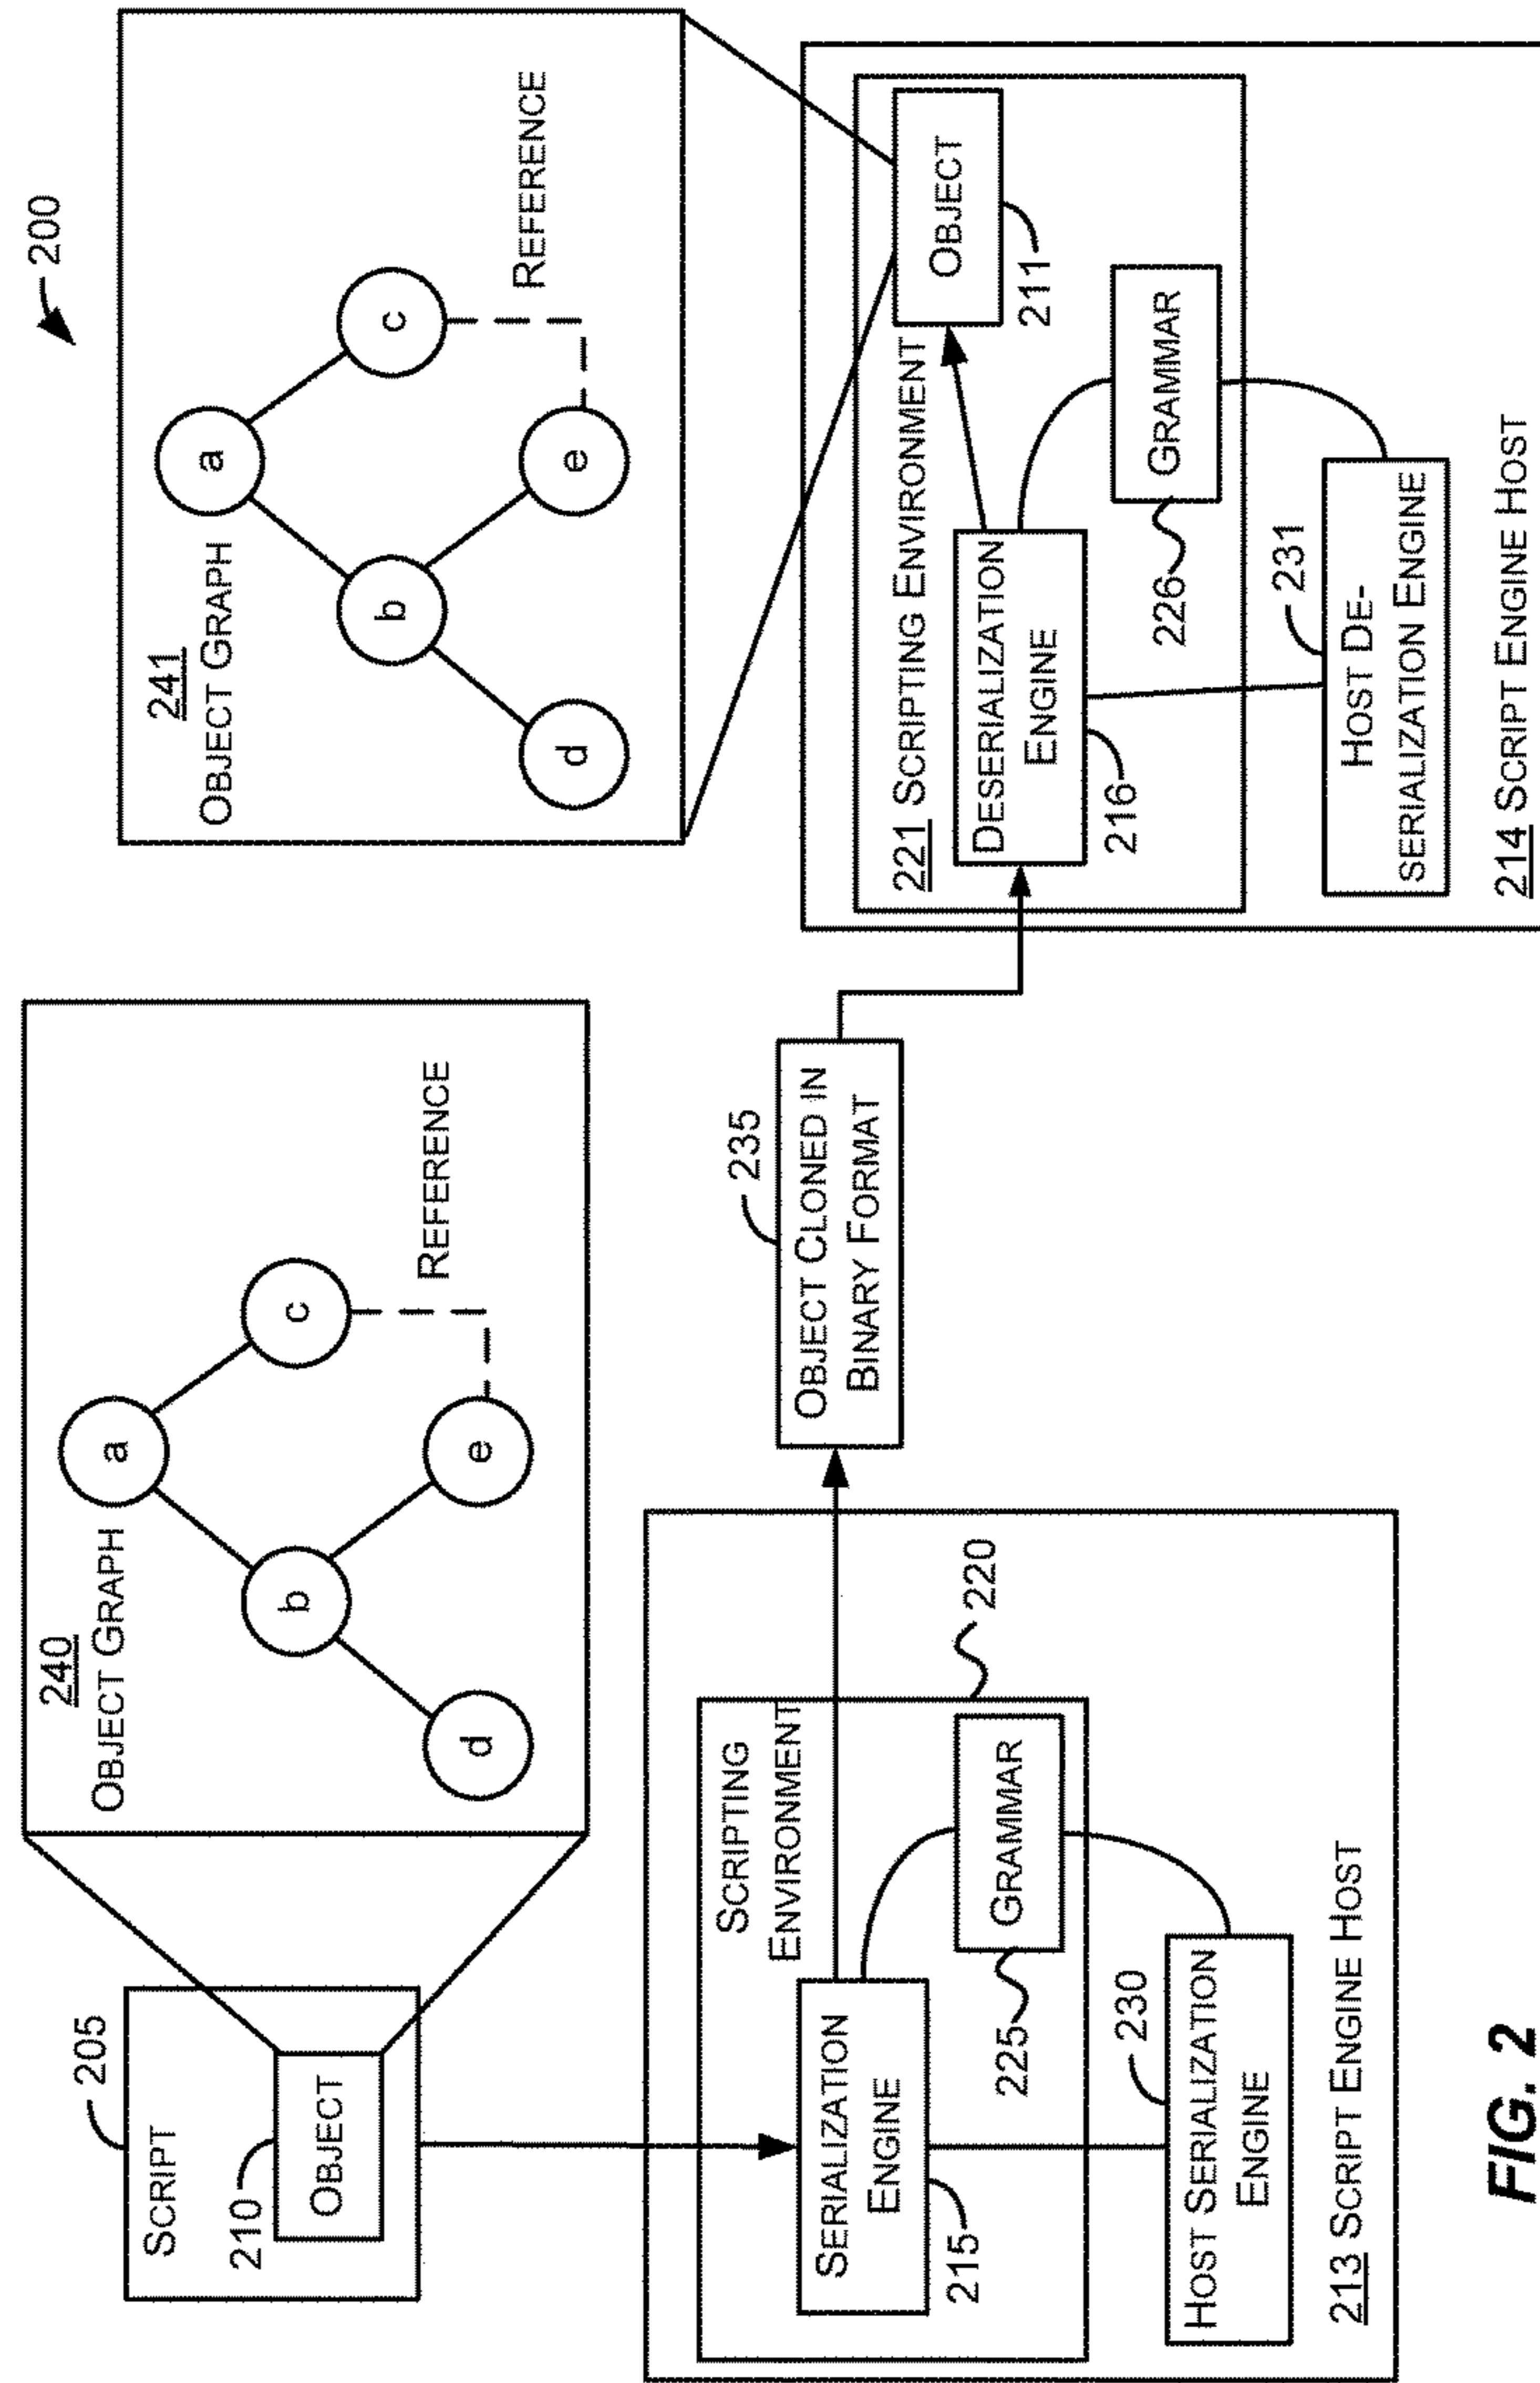 200
205
SCRIPT
210
OBJECT
240
OBJECT GRAPH
a
b
c
d
e
REFERENCE
241
OBJECT GRAPH
a
b
c
d
e
REFERENCE
SCRIPTING
ENVIRONMENT
220
SERIALIZATION
ENGINE
215
GRAMMAR
225
HOST SERIALIZATION
ENGINE
230
213 SCRIPT ENGINE HOST
235
OBJECT CLONED IN
BINARY FORMAT
221 SCRIPTING ENVIRONMENT
OBJECT
211
DESERIALIZATION
ENGINE
216
GRAMMAR
226
231
HOST DE-
SERIALIZATION ENGINE
214 SCRIPT ENGINE HOST
FIG. 2